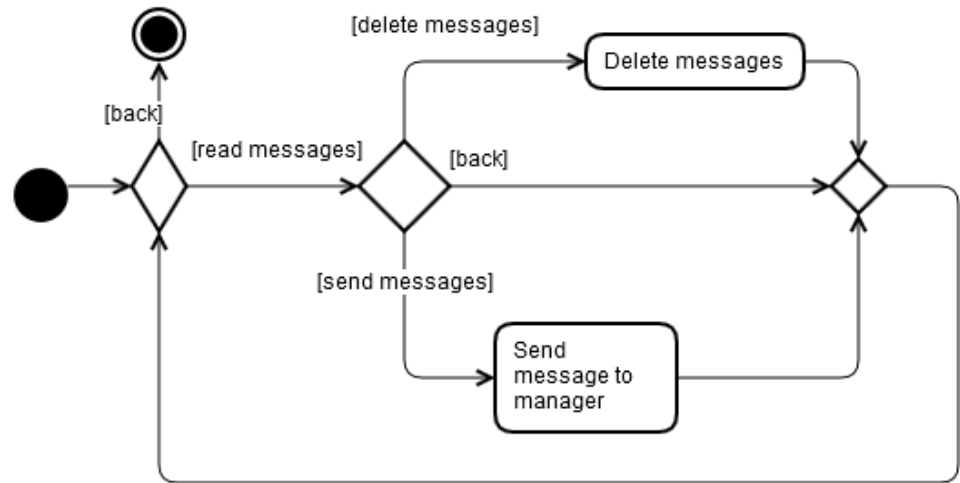 [delete messages]
Delete messages
[back]
[read messages]
[back]
[send messages]
Send
message to
manager